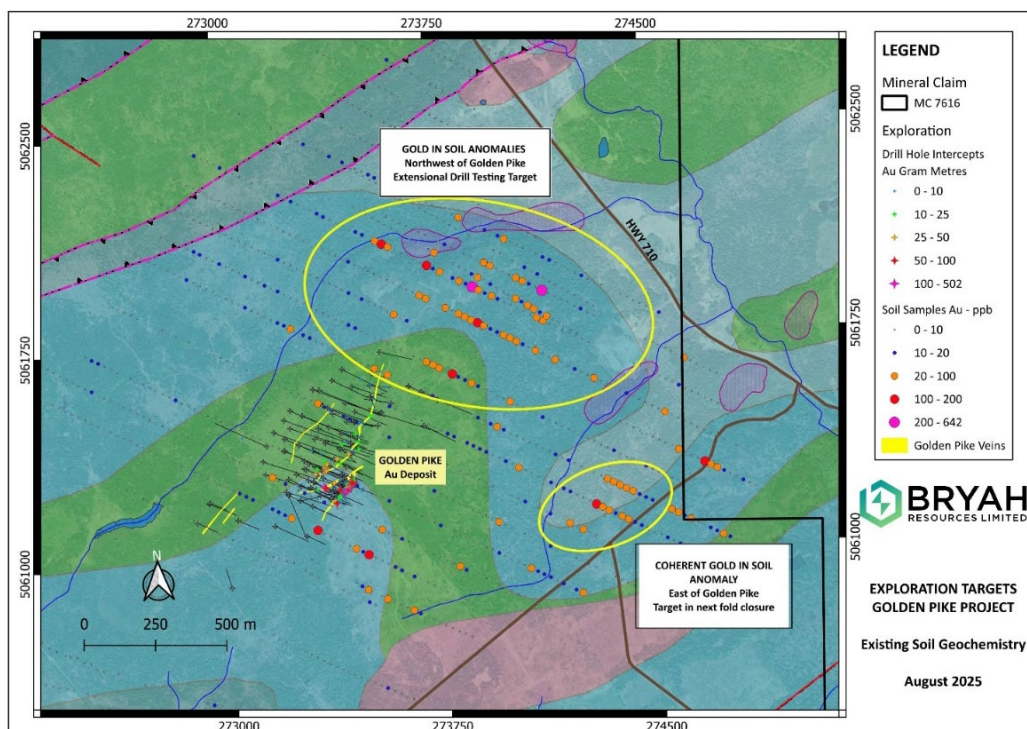 273000
273750
274500
5062500
5061750
5061000
5062500
5061750
5061000
GOLD IN SOIL ANOMALIES
Northwest of Golden Pike
Extensional Drill Testing Target
HWY 710
GOLDEN PIKE
Au Deposit
COHERENT GOLD IN SOIL
ANOMALY
East of Golden Pike
Target in next fold closure
N
0 250 500 m
273000
273750
274500
LEGEND
Mineral Claim
MC 7616
Exploration
Drill Hole Intercepts
Au Gram Metres
0 - 10
10 - 25
25 - 50
50 - 100
100 - 502
Soil Samples Au - ppb
0 - 10
10 - 20
20 - 100
100 - 200
200 - 642
Golden Pike Veins
BRYAH
RESOURCES LIMITED
EXPLORATION TARGETS
GOLDEN PIKE PROJECT
Existing Soil Geochemistry
August 2025